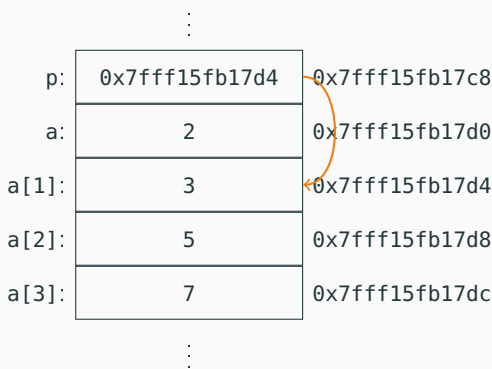 p: 0x7fff15fb17d4 0x7fff15fb17c8
a: 2 0x7fff15fb17d0
a[1]: 3 0x7fff15fb17d4
a[2]: 5 0x7fff15fb17d8
a[3]: 7 0x7fff15fb17dc